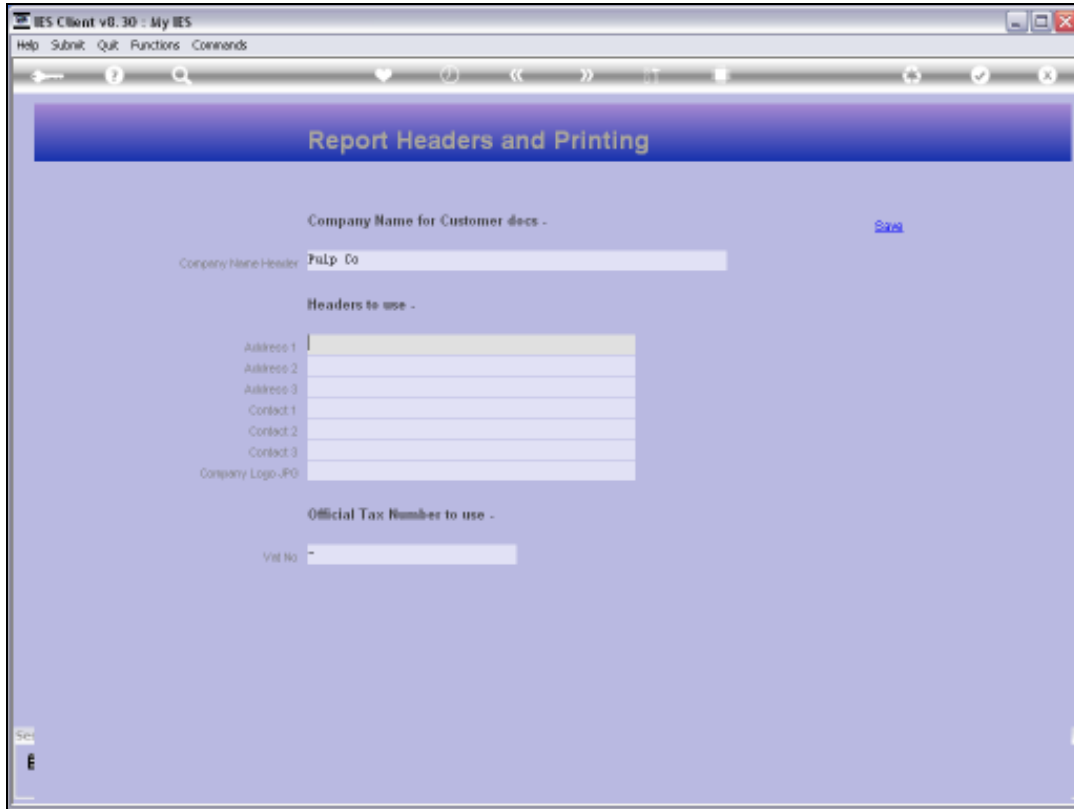 IES Client v8.30 : My IES
Help Submit Quit Functions Commands
Report Headers and Printing
Company Name for Customer docs -
Save
Company Name Header Pulp Co
Headers to use -
Address 1
Address 2
Address 3
Contact 1
Contact 2
Contact 3
Company Logo JPG
Official Tax Number to use -
Vat No -
Ses